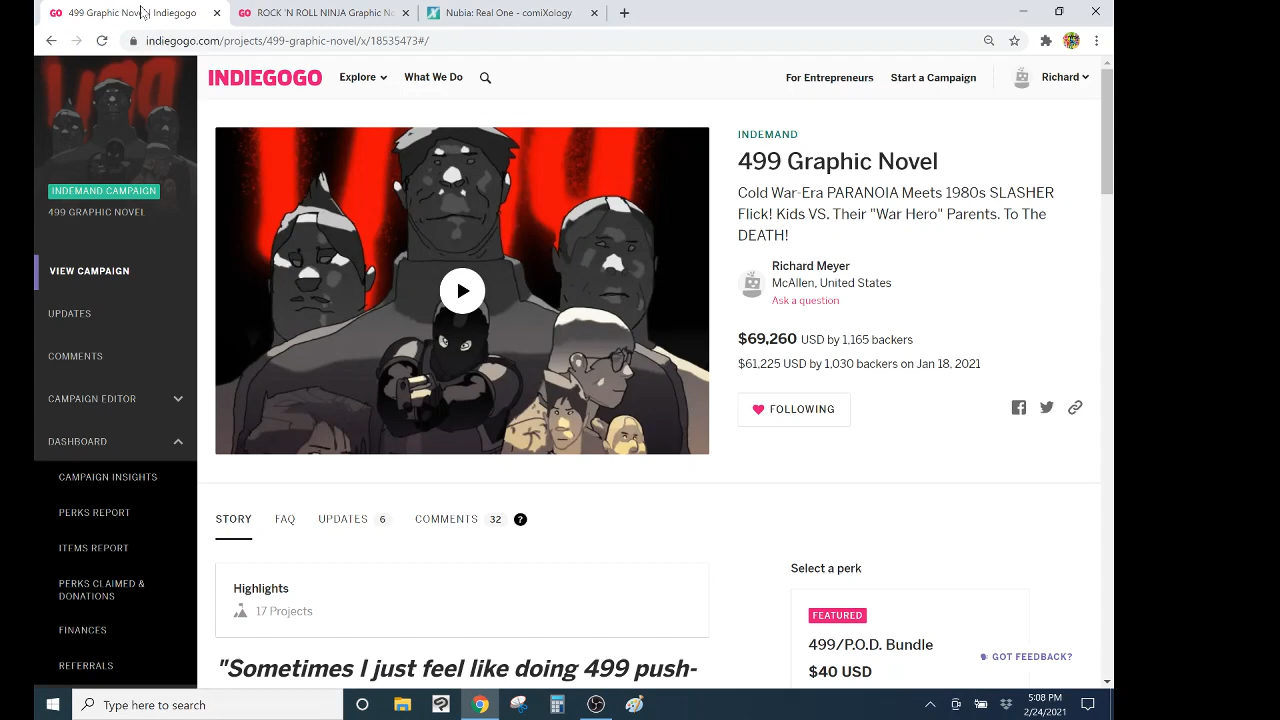 499 Graphic Novel | Indiegogo
ROCK 'N ROLL NINJA Graphic No
Nubia: Real One - comiXology
indiegogo.com/projects/499-graphic-novel/x/18535473#/
INDIEGOGO
Explore
What We Do
For Entrepreneurs
Start a Campaign
Richard
INDEMAND CAMPAIGN
499 GRAPHIC NOVEL
VIEW CAMPAIGN
UPDATES
COMMENTS
CAMPAIGN EDITOR
DASHBOARD
CAMPAIGN INSIGHTS
PERKS REPORT
ITEMS REPORT
PERKS CLAIMED &
DONATIONS
FINANCES
REFERRALS
INDEMAND
499 Graphic Novel
Cold War-Era PARANOIA Meets 1980s SLASHER
Flick! Kids VS. Their "War Hero" Parents. To The
DEATH!
Richard Meyer
McAllen, United States
Ask a question
$69,260 USD by 1,165 backers
$61,225 USD by 1,030 backers on Jan 18, 2021
FOLLOWING
STORY
FAQ
UPDATES 6
COMMENTS 32 ?
Highlights
17 Projects
"Sometimes I just feel like doing 499 push-
Select a perk
FEATURED
499/P.O.D. Bundle
$40 USD
GOT FEEDBACK?
Type here to search
5:08 PM
2/24/2021